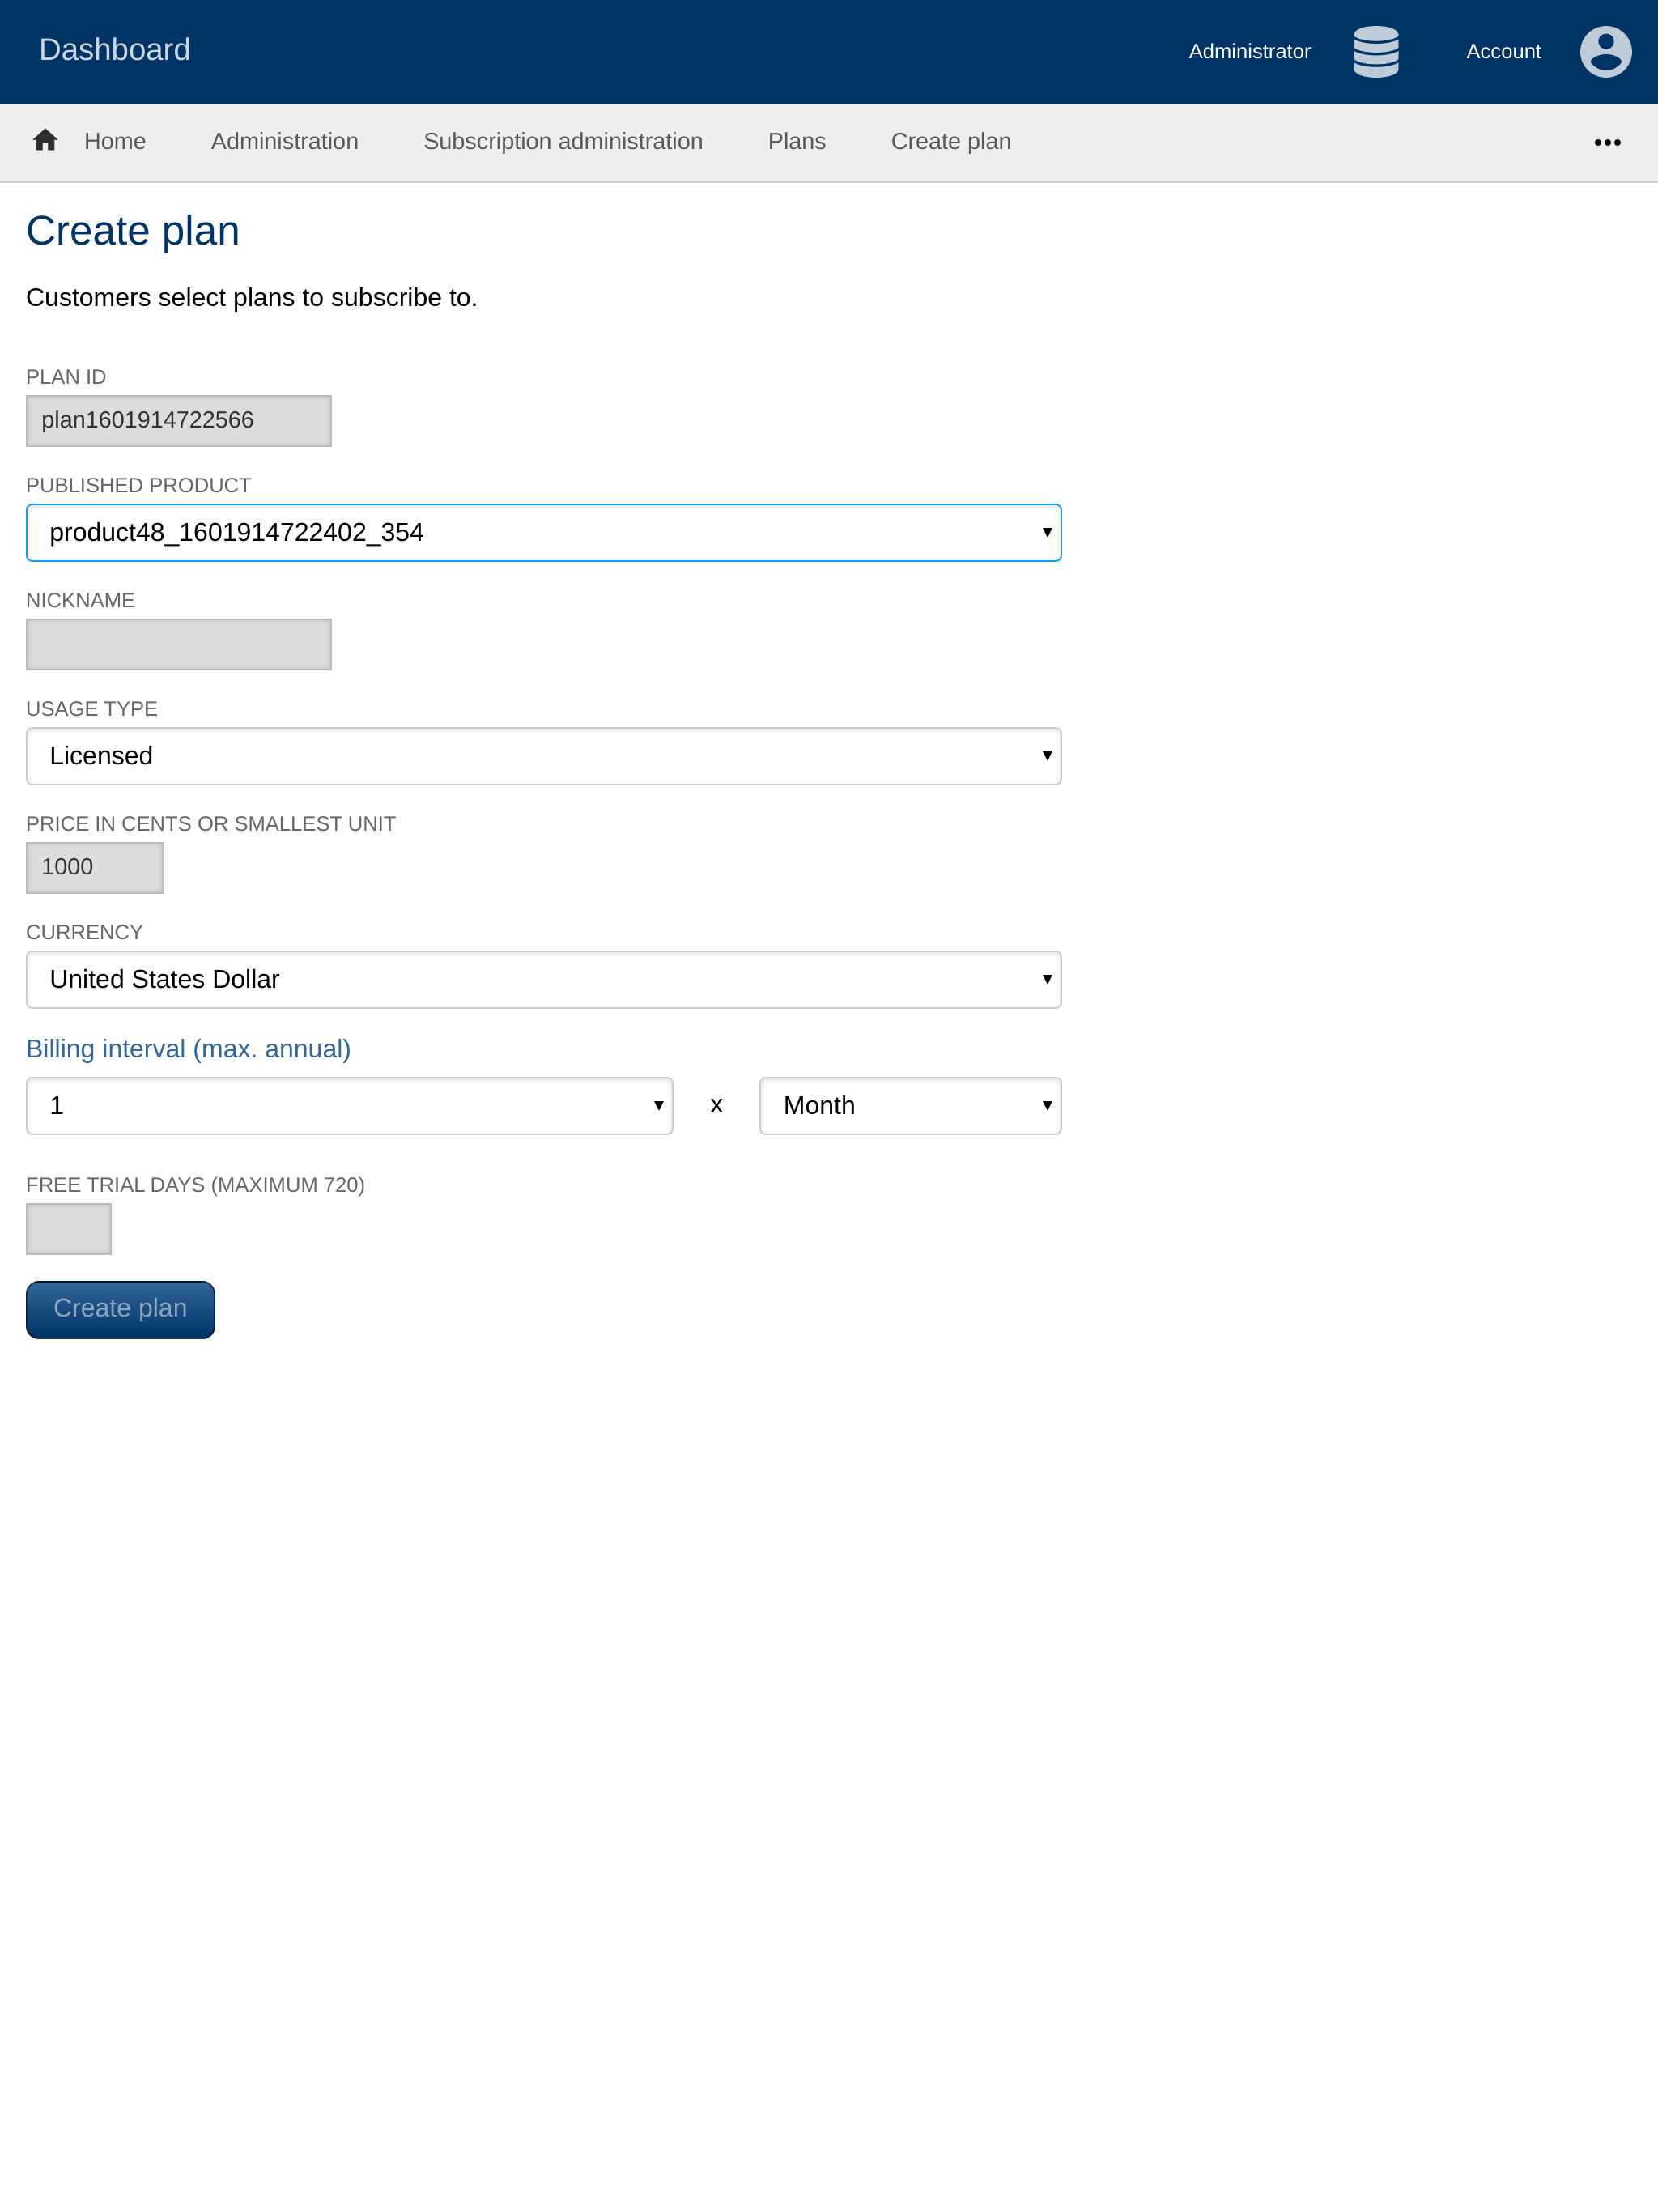 Dashboard
Administrator
Account
Home
Administration
Subscription administration
Plans
Create plan
Create plan
Customers select plans to subscribe to.
PLAN ID
plan1601914722566
PUBLISHED PRODUCT
product48_1601914722402_354
NICKNAME
USAGE TYPE
Licensed
PRICE IN CENTS OR SMALLEST UNIT
1000
CURRENCY
United States Dollar
Billing interval (max. annual)
1 x Month
FREE TRIAL DAYS (MAXIMUM 720)
Create plan